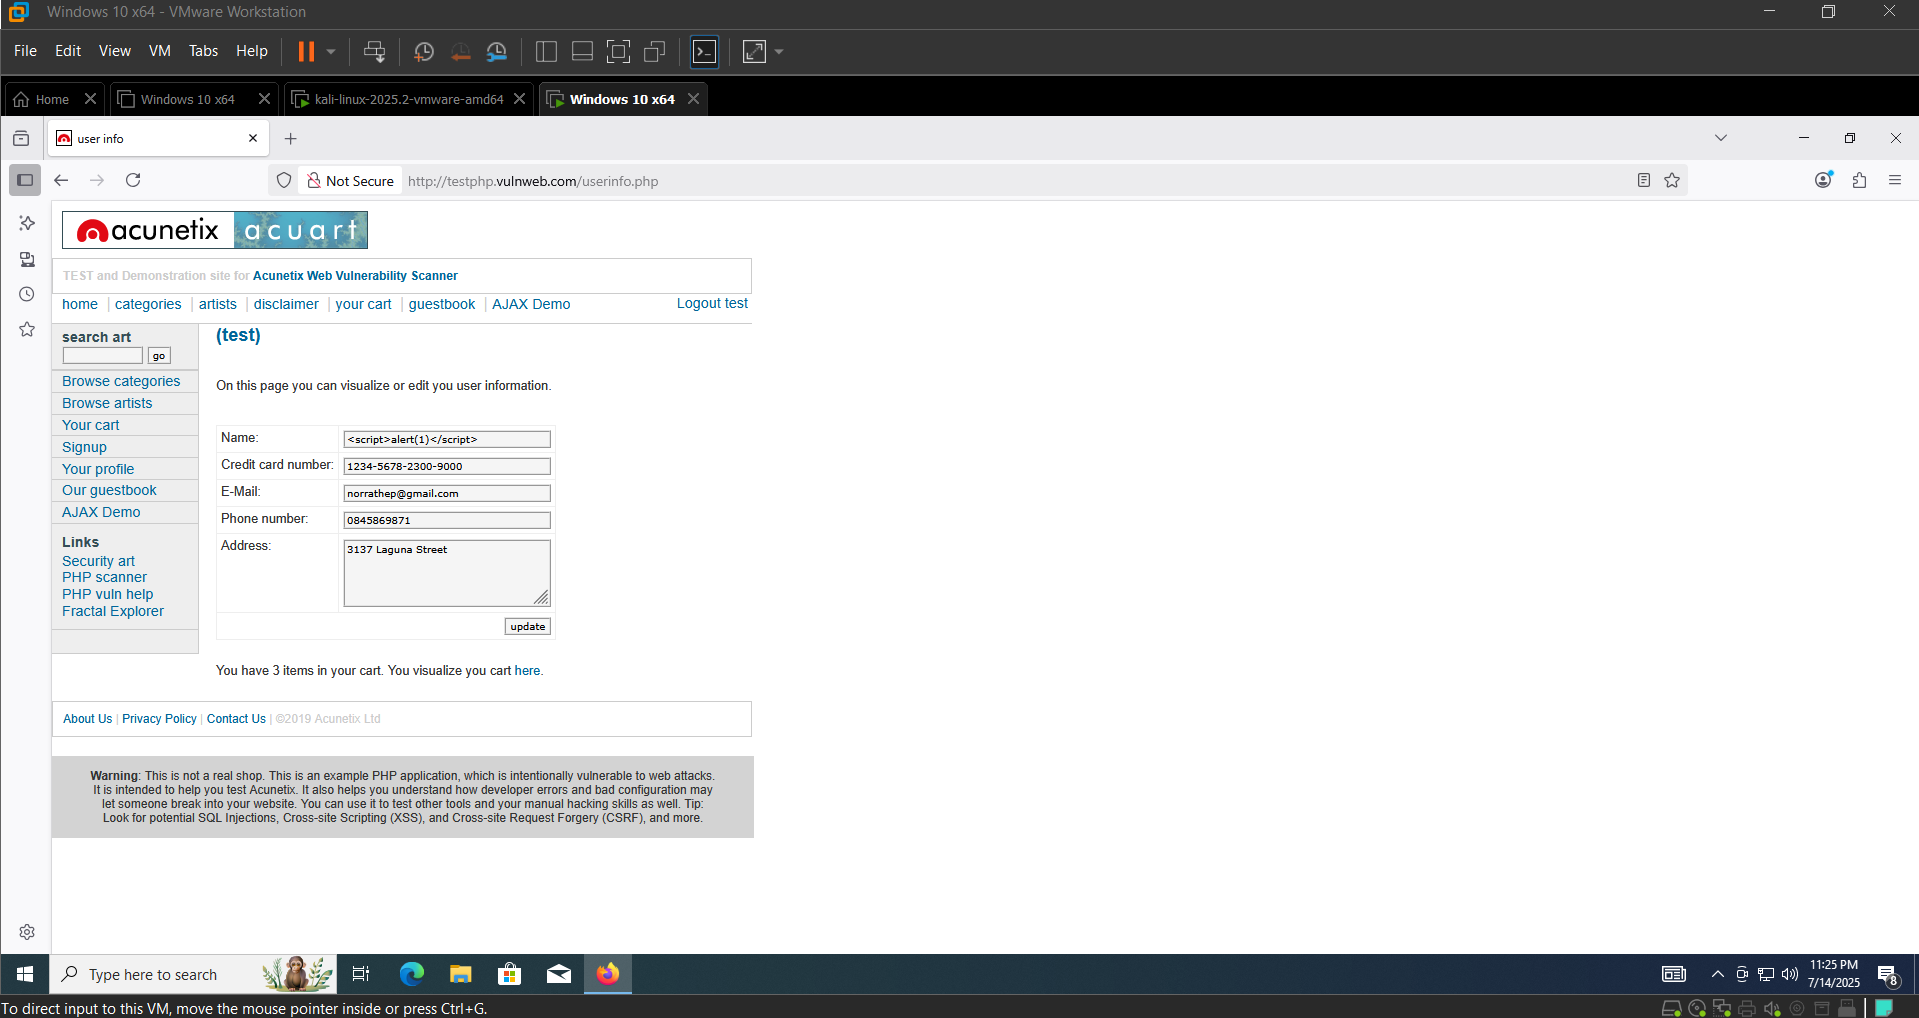 Windows 10 x64 - VMware Workstation
File Edit View VM Tabs Help
Home Windows 10 x64 kali-linux-2025.2-vmware-amd64 Windows 10 x64
user info
Not Secure http://testphp.vulnweb.com/userinfo.php
acunetix acuart
TEST and Demonstration site for Acunetix Web Vulnerability Scanner
home | categories | artists | disclaimer | your cart | guestbook | AJAX Demo Logout test
search art
go
Browse categories
Browse artists
Your cart
Signup
Your profile
Our guestbook
AJAX Demo
Links
Security art
PHP scanner
PHP vuln help
Fractal Explorer
(test)
On this page you can visualize or edit you user information.
Name: <script>alert(1)</script>
Credit card number: 1234-5678-2300-9000
E-Mail: norrathep@gmail.com
Phone number: 0845869871
Address: 3137 Laguna Street
update
You have 3 items in your cart. You visualize you cart here.
About Us | Privacy Policy | Contact Us | ©2019 Acunetix Ltd
Warning: This is not a real shop. This is an example PHP application, which is intentionally vulnerable to web attacks.
It is intended to help you test Acunetix. It also helps you understand how developer errors and bad configuration may
let someone break into your website. You can use it to test other tools and your manual hacking skills as well. Tip:
Look for potential SQL Injections, Cross-site Scripting (XSS), and Cross-site Request Forgery (CSRF), and more.
Type here to search
11:25 PM
7/14/2025
8
To direct input to this VM, move the mouse pointer inside or press Ctrl+G.